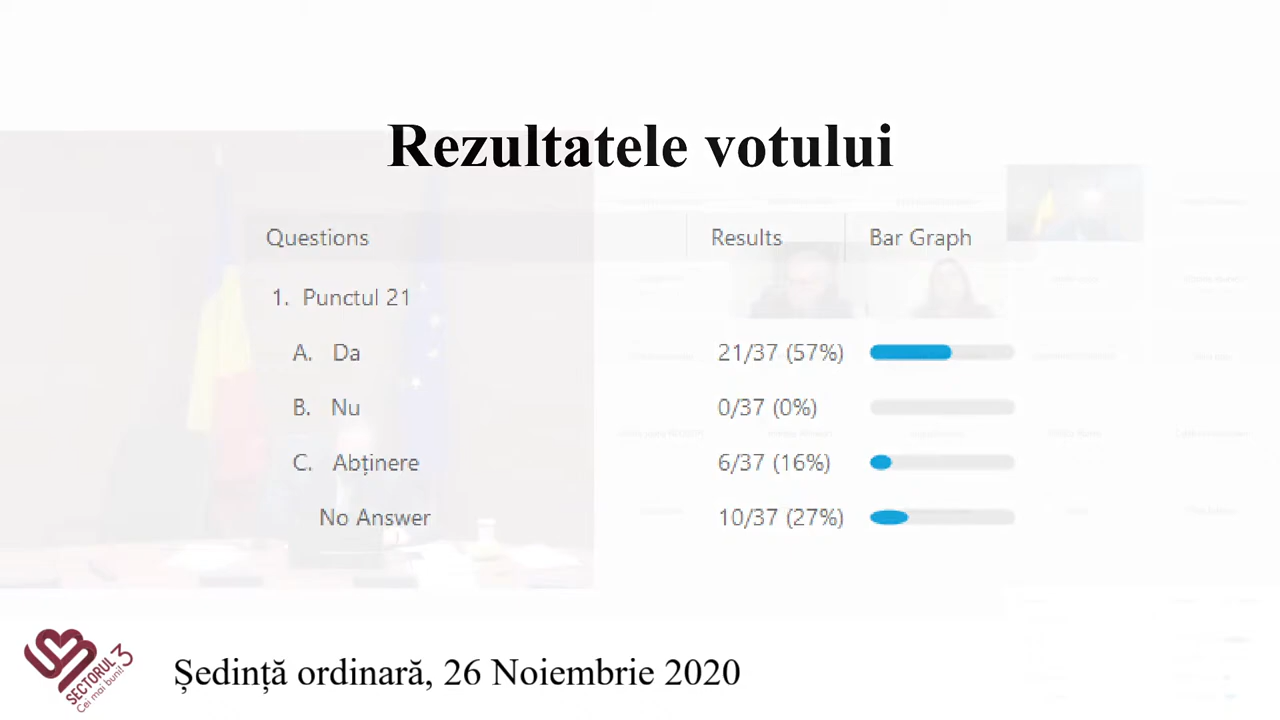 Rezultatele votului
Questions Results Bar Graph
1. Punctul 21
A. Da 21/37 (57%)
B. Nu 0/37 (0%)
C. Abținere 6/37 (16%)
No Answer 10/37 (27%)
SECTORUL 3
Cei mai buni!
Ședință ordinară, 26 Noiembrie 2020